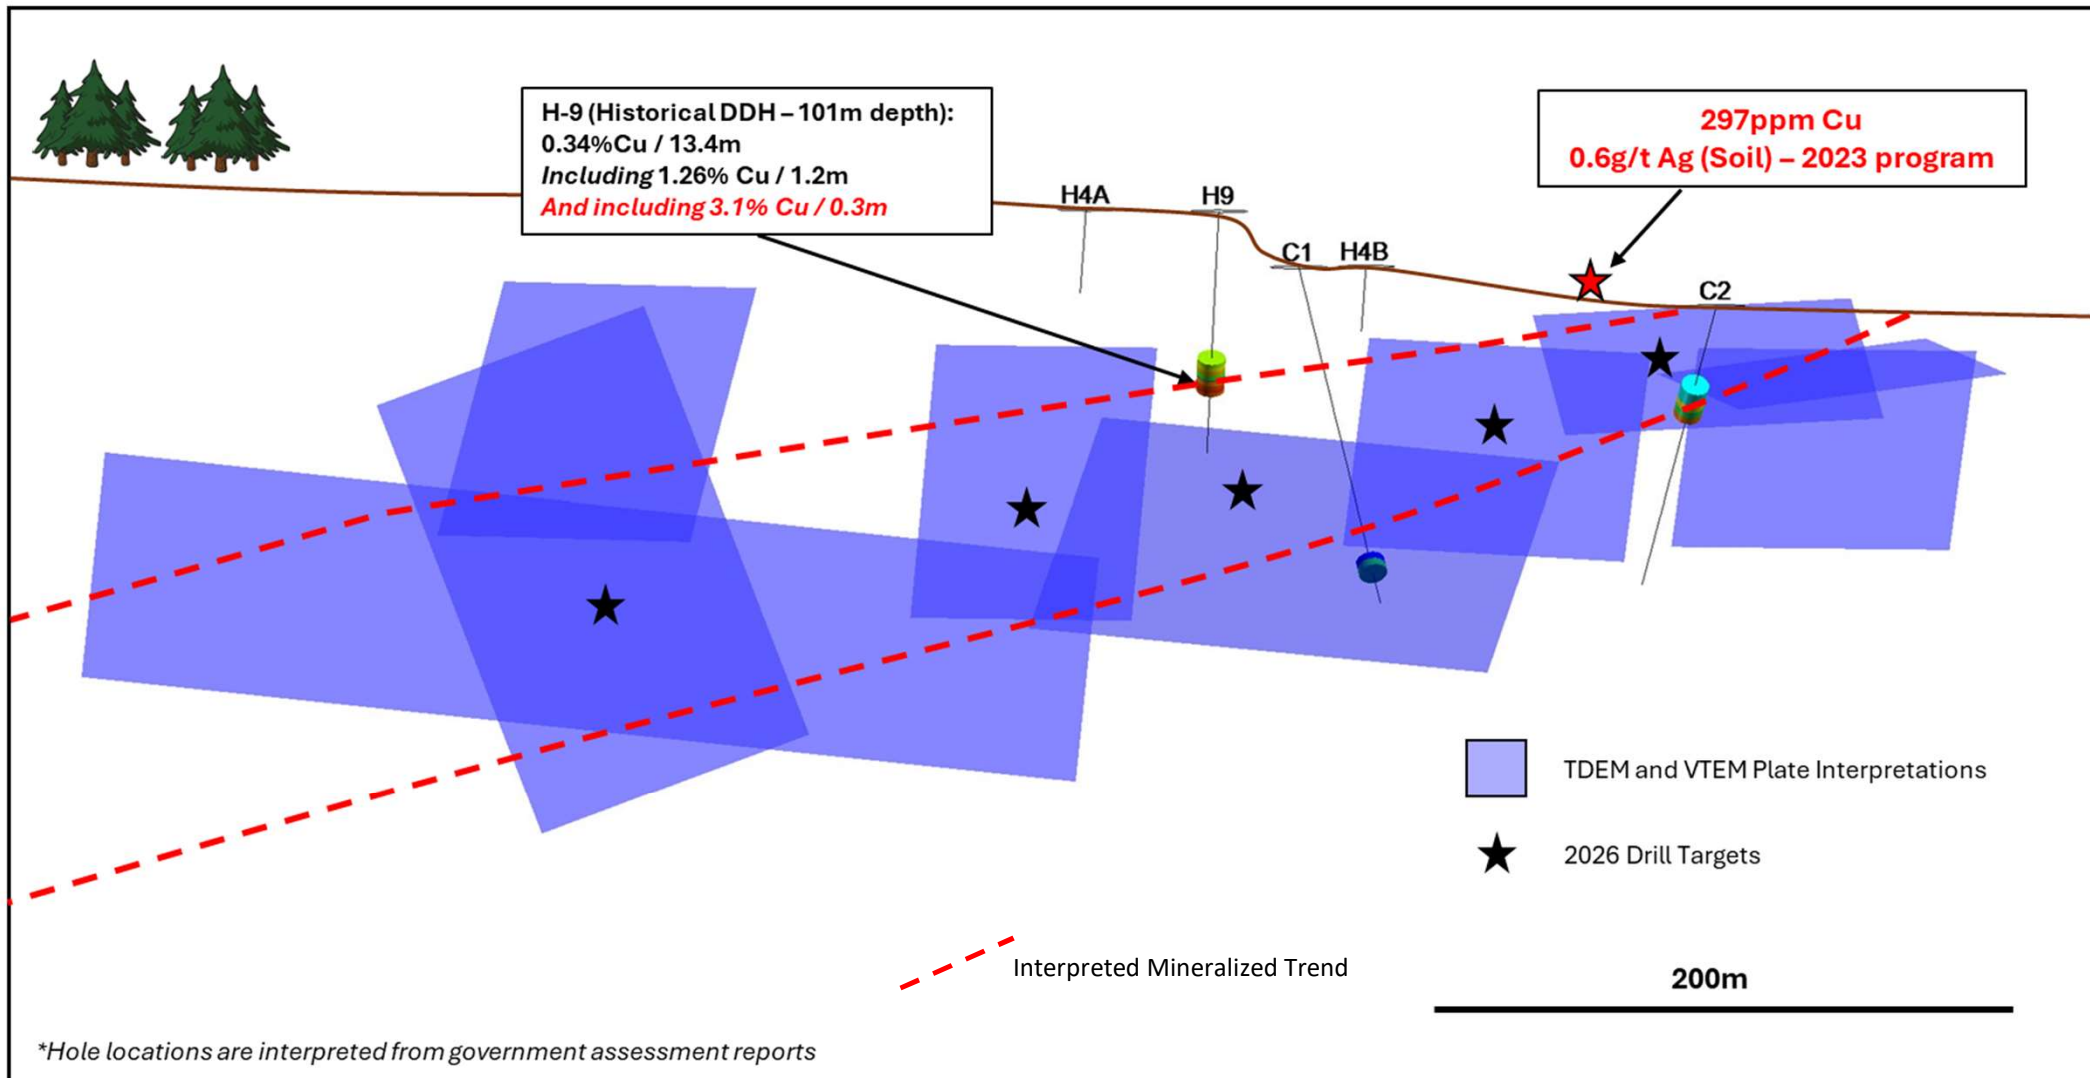 H-9 (Historical DDH – 101m depth):
0.34%Cu / 13.4m
Including 1.26% Cu / 1.2m
And including 3.1% Cu / 0.3m
297ppm Cu
0.6g/t Ag (Soil) – 2023 program
H4A
H9
C1
H4B
C2
TDEM and VTEM Plate Interpretations
2026 Drill Targets
Interpreted Mineralized Trend
200m
*Hole locations are interpreted from government assessment reports